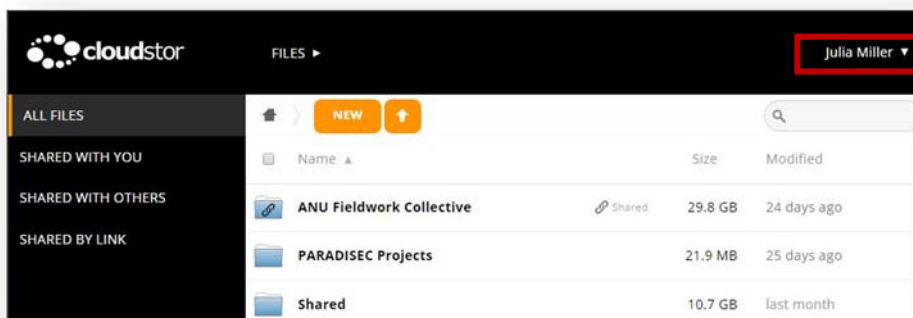 cloudstor FILES ▶ Julia Miller ▼
ALL FILES NEW
SHARED WITH YOU Name ▲ Size Modified
SHARED WITH OTHERS ANU Fieldwork Collective Shared 29.8 GB 24 days ago
SHARED BY LINK PARADISEC Projects 21.9 MB 25 days ago
Shared 10.7 GB last month